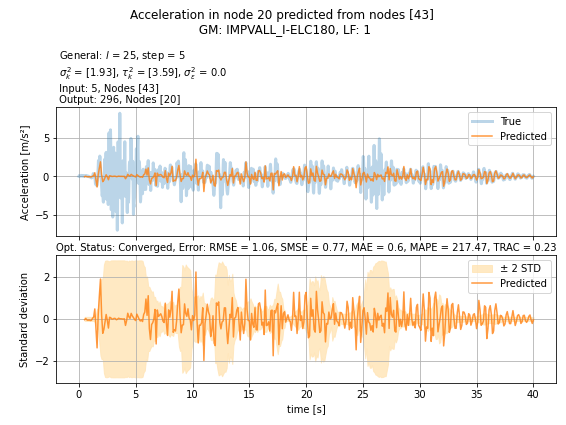 Acceleration in node 20 predicted from nodes [43]
GM: IMPVALL_I-ELC180, LF: 1
General: l = 25, step = 5
σ²ₖ = [1.93], τ²ₖ = [3.59], σ²ε = 0.0
Input: 5, Nodes [43]
Output: 296, Nodes [20]
Acceleration [m/s²]
5
0
−5
True
Predicted
Opt. Status: Converged, Error: RMSE = 1.06, SMSE = 0.77, MAE = 0.6, MAPE = 217.47, TRAC = 0.23
Standard deviation
2
0
−2
± 2 STD
Predicted
0 5 10 15 20 25 30 35 40
time [s]